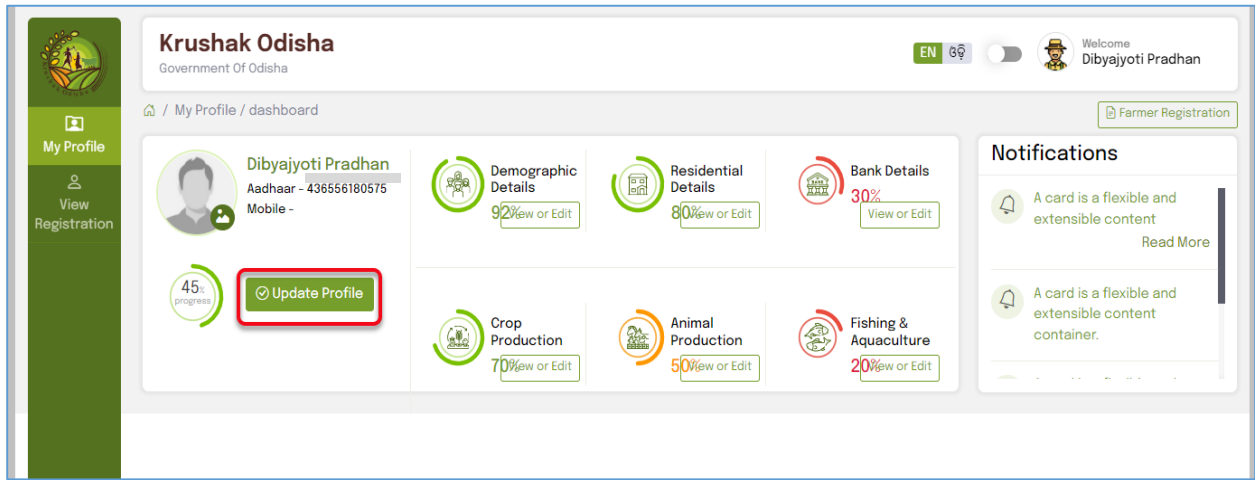 Krushak Odisha
Government Of Odisha
EN ଓଡ଼ି
Welcome
Dibyajyoti Pradhan
My Profile
View
Registration
/ My Profile / dashboard
Farmer Registration
Dibyajyoti Pradhan
Aadhaar - 436556180575
Mobile -
45%
progress
Update Profile
Demographic
Details
92%
View or Edit
Residential
Details
80%
View or Edit
Bank Details
30%
View or Edit
Crop
Production
70%
View or Edit
Animal
Production
50%
View or Edit
Fishing &
Aquaculture
20%
View or Edit
Notifications
A card is a flexible and
extensible content
Read More
A card is a flexible and
extensible content
container.